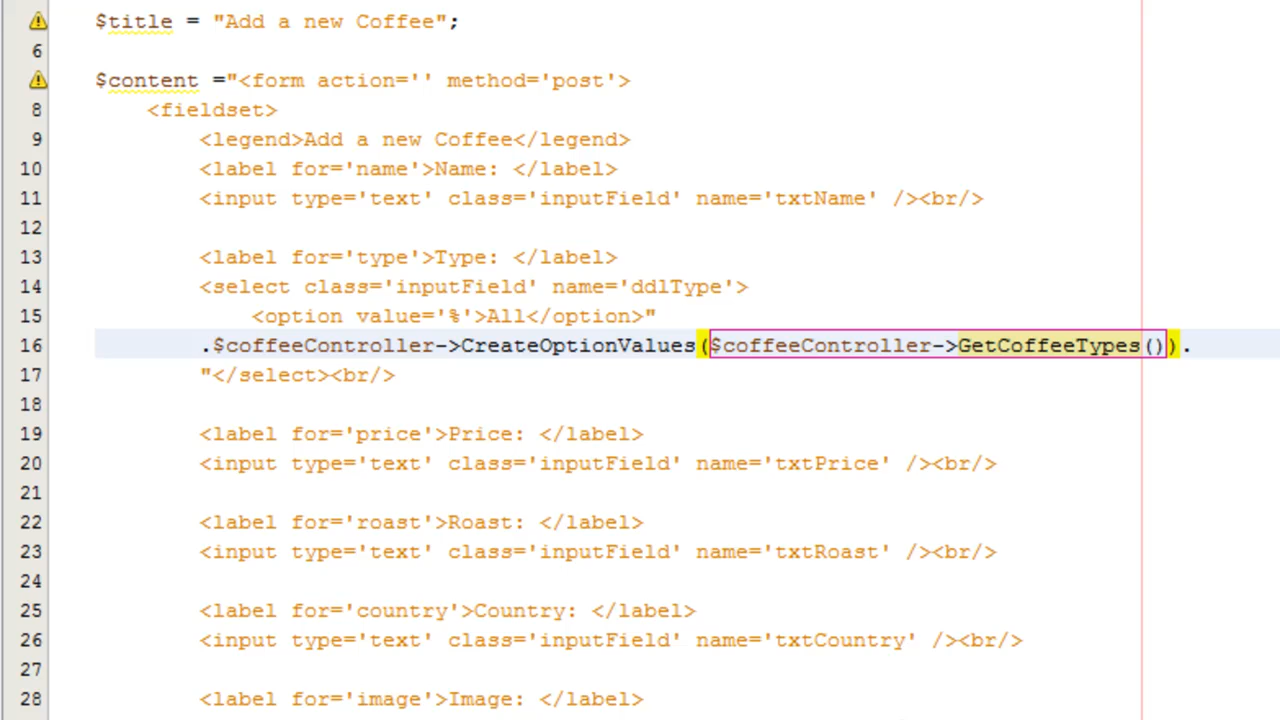 $title = "Add a new Coffee";
6
$content ="<form action='' method='post'>
8 <fieldset>
9 <legend>Add a new Coffee</legend>
10 <label for='name'>Name: </label>
11 <input type='text' class='inputField' name='txtName' /><br/>
12
13 <label for='type'>Type: </label>
14 <select class='inputField' name='ddlType'>
15 <option value='%'>All</option>"
16 .$coffeeController->CreateOptionValues($coffeeController->GetCoffeeTypes()).
17 "</select><br/>
18
19 <label for='price'>Price: </label>
20 <input type='text' class='inputField' name='txtPrice' /><br/>
21
22 <label for='roast'>Roast: </label>
23 <input type='text' class='inputField' name='txtRoast' /><br/>
24
25 <label for='country'>Country: </label>
26 <input type='text' class='inputField' name='txtCountry' /><br/>
27
28 <label for='image'>Image: </label>